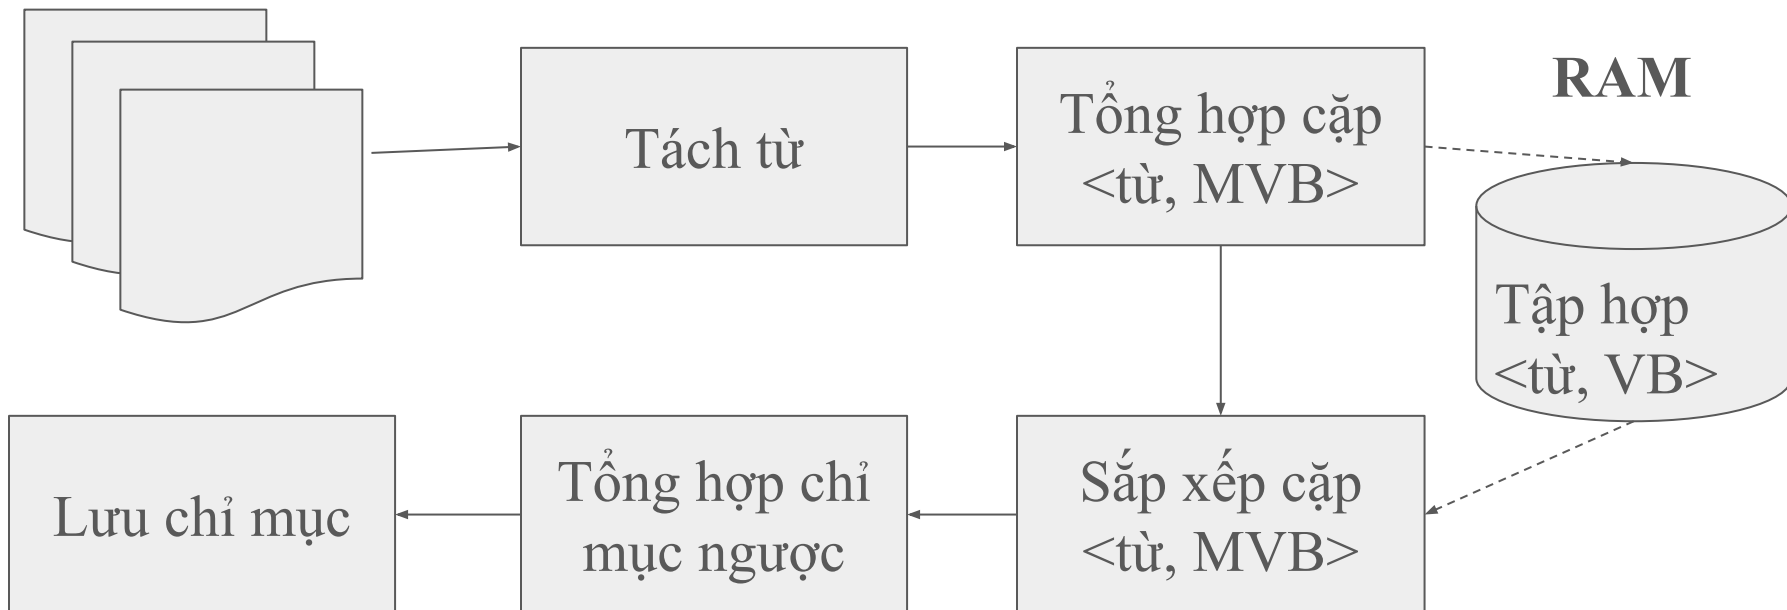 Tách từ
Tổng hợp cặp
<từ, MVB>
RAM
Tập hợp
<từ, VB>
Sắp xếp cặp
<từ, MVB>
Tổng hợp chỉ
mục ngược
Lưu chỉ mục